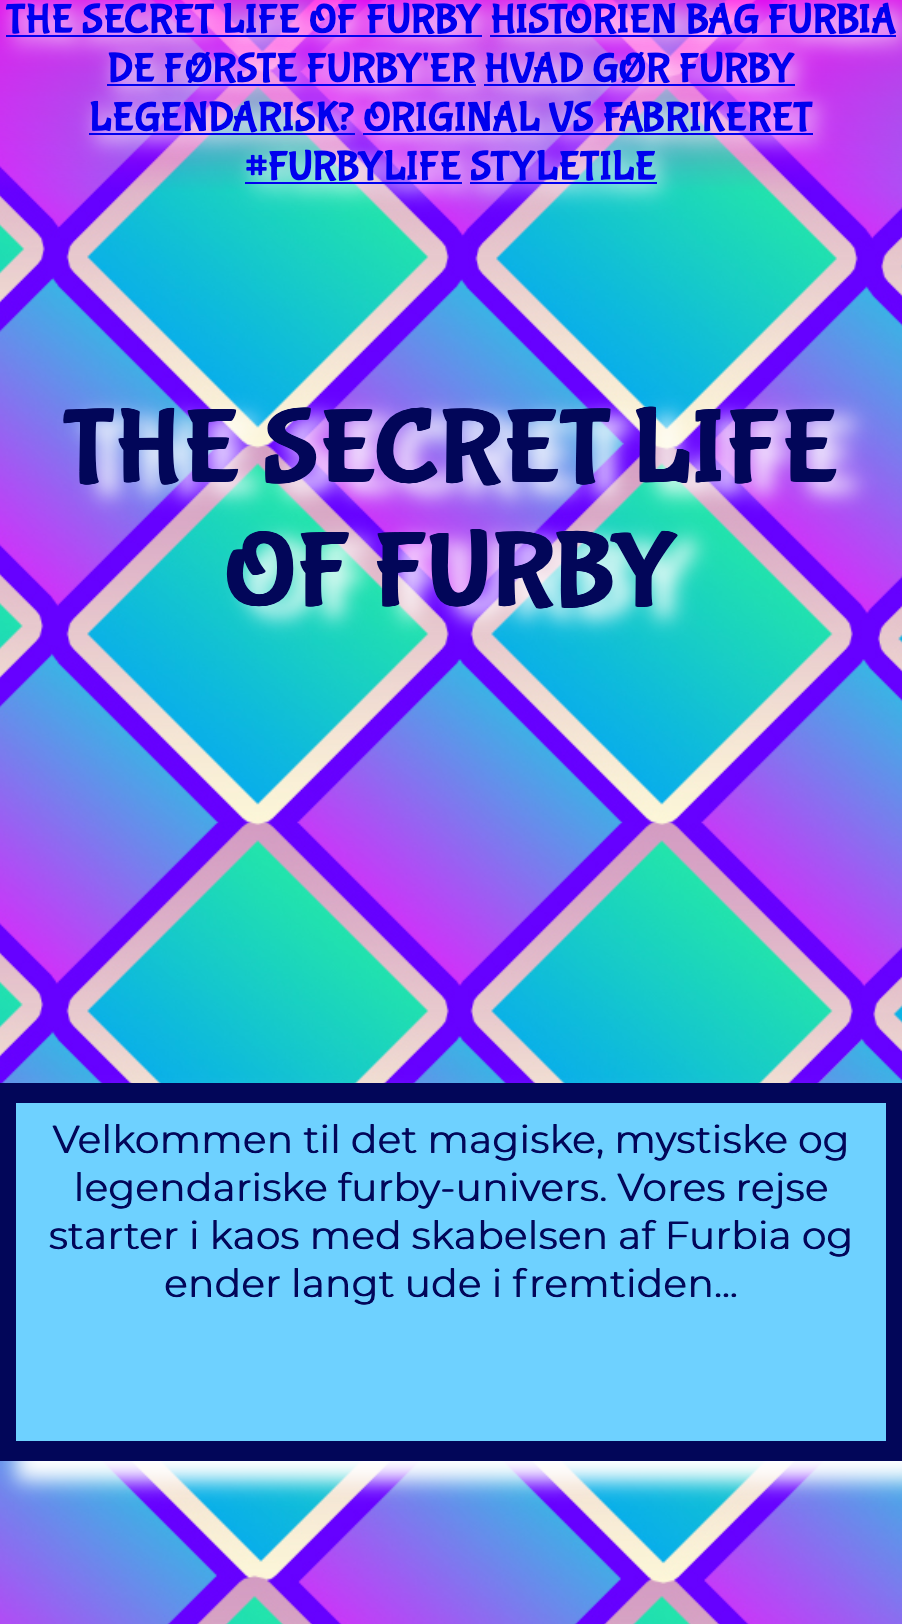 THE SECRET LIFE OF FURBY HISTORIEN BAG FURBIA
DE FØRSTE FURBY'ER HVAD GØR FURBY
LEGENDARISK? ORIGINAL VS FABRIKERET
#FURBYLIFE STYLETILE
THE SECRET LIFE
OF FURBY
Velkommen til det magiske, mystiske og
legendariske furby-univers. Vores rejse
starter i kaos med skabelsen af Furbia og
ender langt ude i fremtiden...